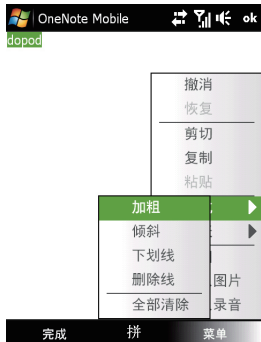 OneNote Mobile ok
dopod
撤消
恢复
剪切
复制
粘贴
加粗
倾斜
下划线
删除线
图片
全部清除
录音
完成 拼 菜单